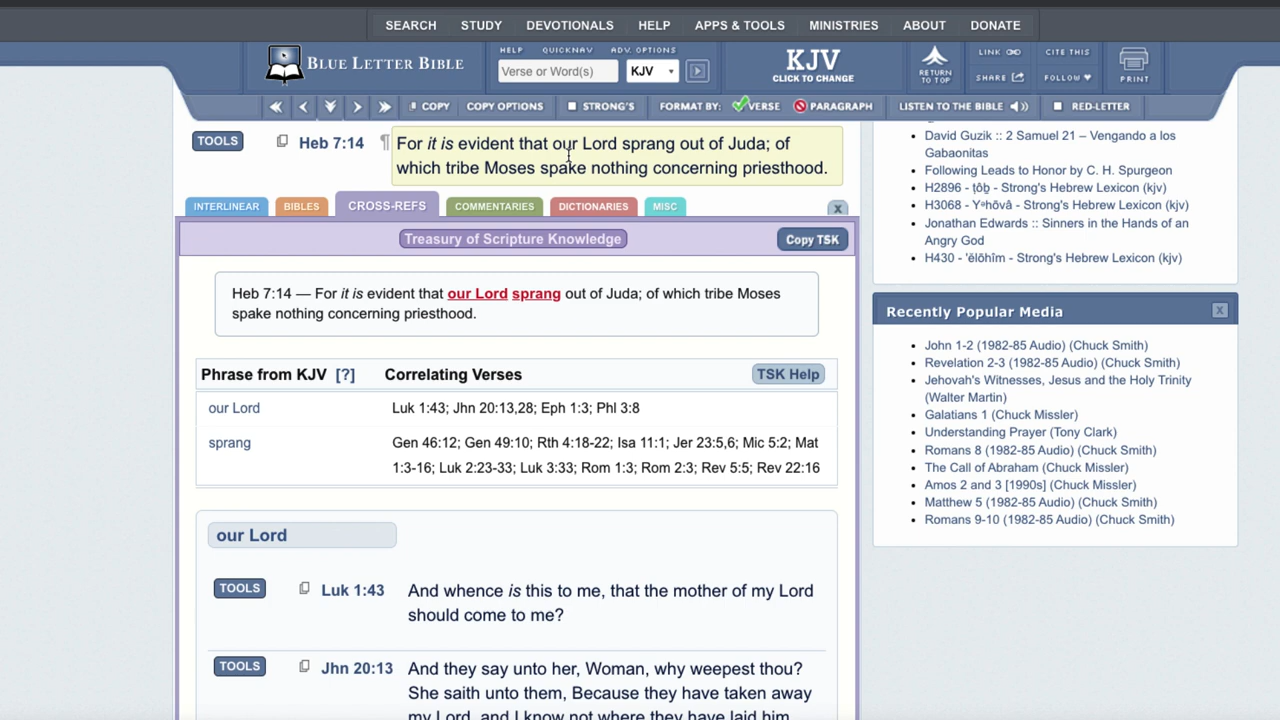 SEARCH STUDY DEVOTIONALS HELP APPS & TOOLS MINISTRIES ABOUT DONATE
BLUE LETTER BIBLE
HELP QUICKNAV ADV. OPTIONS
Verse or Word(s) KJV
KJV
CLICK TO CHANGE
RETURN
TO TOP
LINK CITE THIS
SHARE FOLLOW
PRINT
COPY COPY OPTIONS STRONG'S FORMAT BY: VERSE PARAGRAPH LISTEN TO THE BIBLE RED-LETTER
TOOLS Heb 7:14 ¶ For it is evident that our Lord sprang out of Juda; of
which tribe Moses spake nothing concerning priesthood.
INTERLINEAR BIBLES CROSS-REFS COMMENTARIES DICTIONARIES MISC x
Treasury of Scripture Knowledge Copy TSK
Heb 7:14 — For it is evident that our Lord sprang out of Juda; of which tribe Moses
spake nothing concerning priesthood.
Phrase from KJV [?] Correlating Verses TSK Help
our Lord Luk 1:43; Jhn 20:13,28; Eph 1:3; Phl 3:8
sprang Gen 46:12; Gen 49:10; Rth 4:18-22; Isa 11:1; Jer 23:5,6; Mic 5:2; Mat
1:3-16; Luk 2:23-33; Luk 3:33; Rom 1:3; Rom 2:3; Rev 5:5; Rev 22:16
our Lord
TOOLS Luk 1:43 And whence is this to me, that the mother of my Lord
should come to me?
TOOLS Jhn 20:13 And they say unto her, Woman, why weepest thou?
She saith unto them, Because they have taken away
my Lord, and I know not where they have laid him.
David Guzik :: 2 Samuel 21 – Vengando a los
Gabaonitas
Following Leads to Honor by C. H. Spurgeon
H2896 - ṭôḇ - Strong's Hebrew Lexicon (kjv)
H3068 - Yᵊhōvâ - Strong's Hebrew Lexicon (kjv)
Jonathan Edwards :: Sinners in the Hands of an
Angry God
H430 - 'ĕlōhîm - Strong's Hebrew Lexicon (kjv)
Recently Popular Media X
John 1-2 (1982-85 Audio) (Chuck Smith)
Revelation 2-3 (1982-85 Audio) (Chuck Smith)
Jehovah's Witnesses, Jesus and the Holy Trinity
(Walter Martin)
Galatians 1 (Chuck Missler)
Understanding Prayer (Tony Clark)
Romans 8 (1982-85 Audio) (Chuck Smith)
The Call of Abraham (Chuck Missler)
Amos 2 and 3 [1990s] (Chuck Missler)
Matthew 5 (1982-85 Audio) (Chuck Smith)
Romans 9-10 (1982-85 Audio) (Chuck Smith)